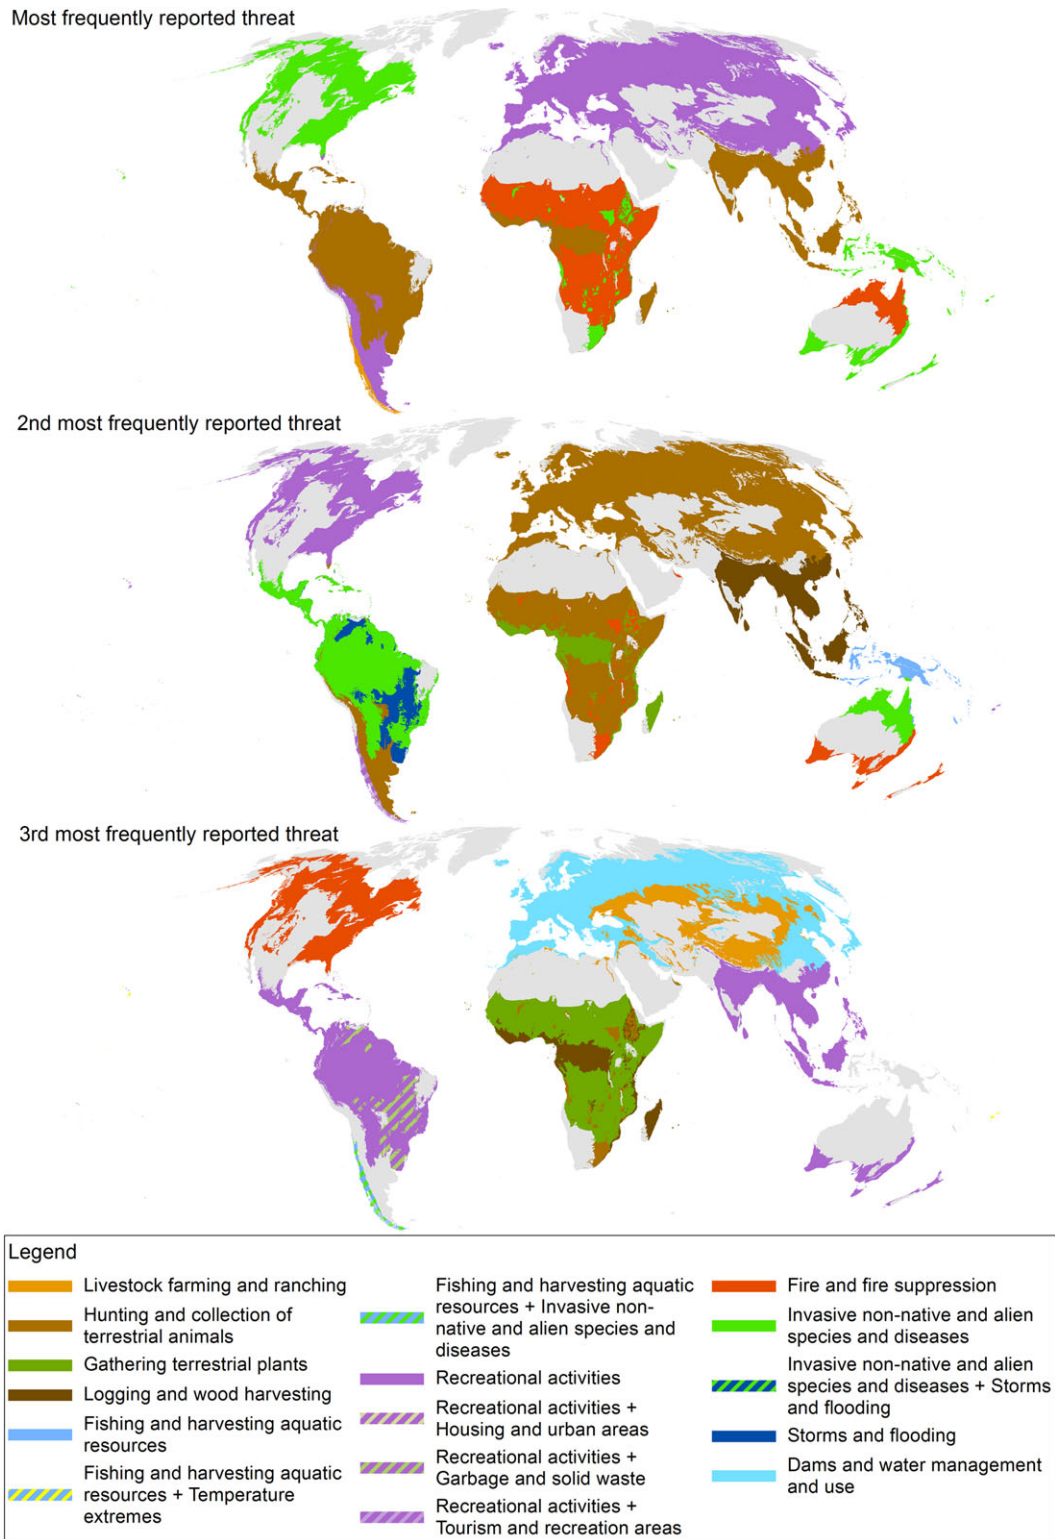 Most frequently reported threat
2nd most frequently reported threat
3rd most frequently reported threat
Legend
Livestock farming and ranching
Hunting and collection of
terrestrial animals
Gathering terrestrial plants
Logging and wood harvesting
Fishing and harvesting aquatic
resources
Fishing and harvesting aquatic
resources + Temperature
extremes
Fishing and harvesting aquatic
resources + Invasive non-
native and alien species and
diseases
Recreational activities
Recreational activities +
Housing and urban areas
Recreational activities +
Garbage and solid waste
Recreational activities +
Tourism and recreation areas
Fire and fire suppression
Invasive non-native and alien
species and diseases
Invasive non-native and alien
species and diseases + Storms
and flooding
Storms and flooding
Dams and water management
and use